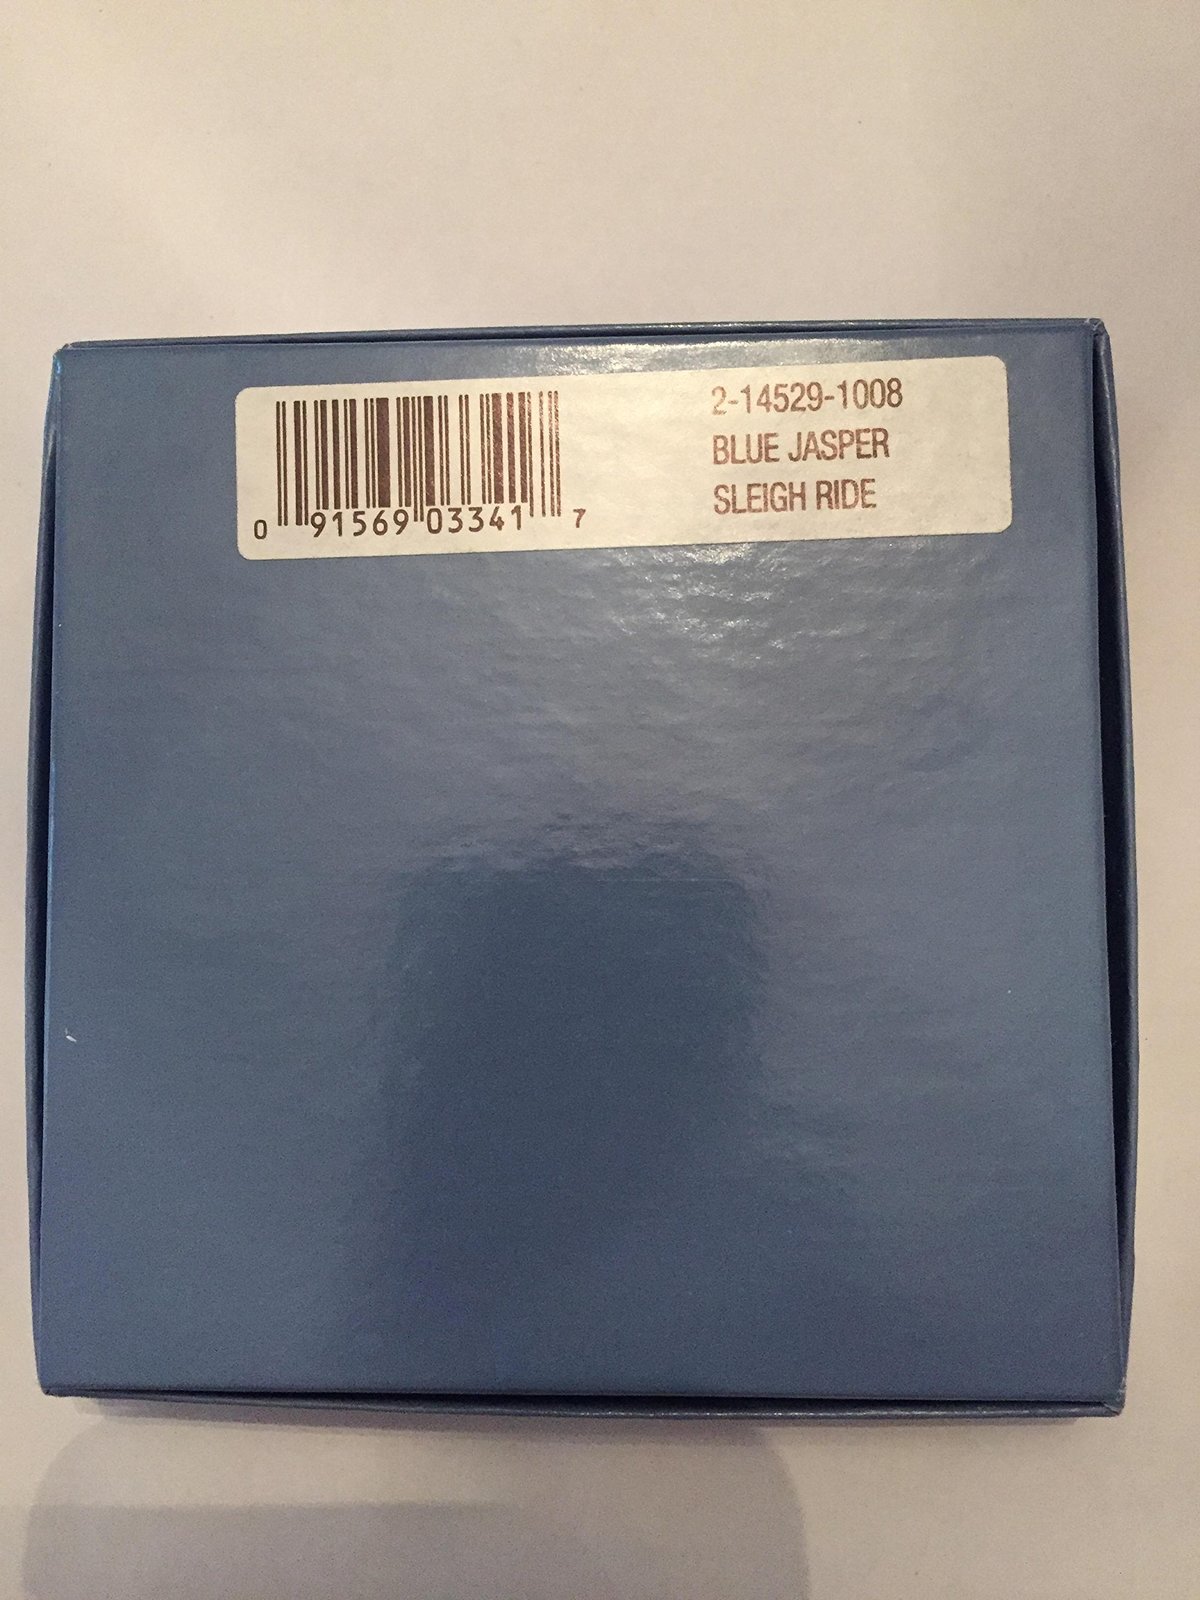 2-14529-1008
BLUE JASPER
SLEIGH RIDE
0 91569 03341 7